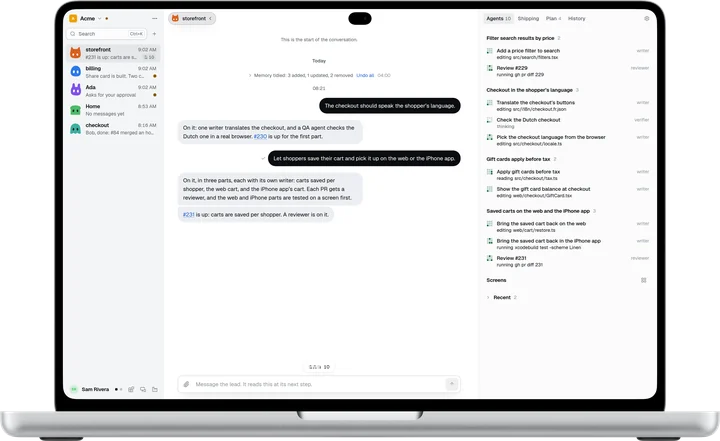 Acme
Search
Ctrl+K
storefront
9:02 AM
#231 is up: carts are s...
10
billing
9:02 AM
Share card is built. Two c...
Ada
9:02 AM
Asks for your approval
Home
8:53 AM
No messages yet
checkout
8:16 AM
Bob, done: #84 merged an ho...
Sam Rivera
storefront
This is the start of the conversation.
Today
Memory tidied: 3 added, 1 updated, 2 removed Undo all 04:00
08:21
The checkout should speak the shopper's language.
On it: one writer translates the checkout, and a QA agent checks the
Dutch one in a real browser. #230 is up for the first part.
Let shoppers save their cart and pick it up on the web or the iPhone app.
On it, in three parts, each with its own writer: carts saved per
shopper, the web cart, and the iPhone app's cart. Each PR gets a
reviewer, and the web and iPhone parts are tested on a screen first.
#231 is up: carts are saved per shopper. A reviewer is on it.
10
Message the lead. It reads this at its next step.
Agents 10
Shipping
Plan
History
Filter search results by price 2
Add a price filter to search
writer
editing src/search/filters.tsx
Review #229
reviewer
running gh pr diff 229
Checkout in the shopper's language 3
Translate the checkout's buttons
writer
editing src/i18n/checkout.fr.json
Check the Dutch checkout
verifier
thinking
Pick the checkout language from the browser
writer
editing src/checkout/locale.ts
Gift cards apply before tax 2
Apply gift cards before tax
writer
reading src/checkout/tax.ts
Show the gift card balance at checkout
writer
editing web/checkout/GiftCard.tsx
Saved carts on the web and the iPhone app 3
Bring the saved cart back on the web
writer
editing web/cart/restore.ts
Bring the saved cart back in the iPhone app
writer
running xcodebuild test -scheme Linen
Review #231
reviewer
running gh pr diff 231
Screens
Recent 2